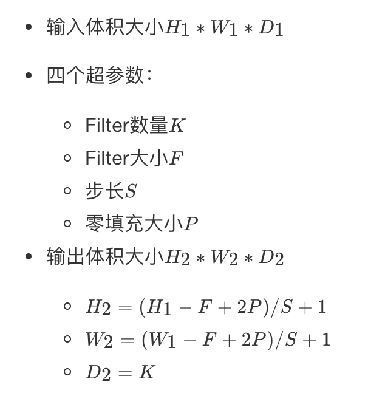 输入体积大小H1 ∗ W1 ∗ D1
四个超参数：
Filter数量K
Filter大小F
步长S
零填充大小P
输出体积大小H2 ∗ W2 ∗ D2
H2 = (H1 − F + 2P)/S + 1
W2 = (W1 − F + 2P)/S + 1
D2 = K